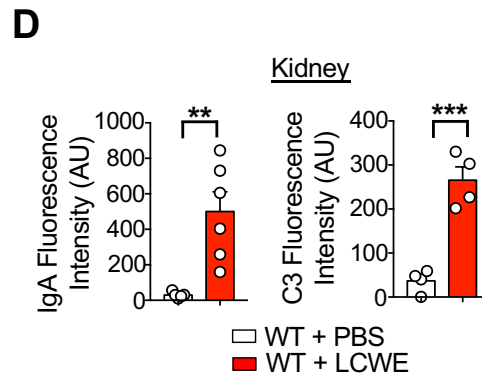 D
Kidney
IgA Fluorescence
Intensity (AU)
1000
800
600
400
200
0
**
C3 Fluorescence
Intensity (AU)
400
300
200
100
0
***
WT + PBS
WT + LCWE